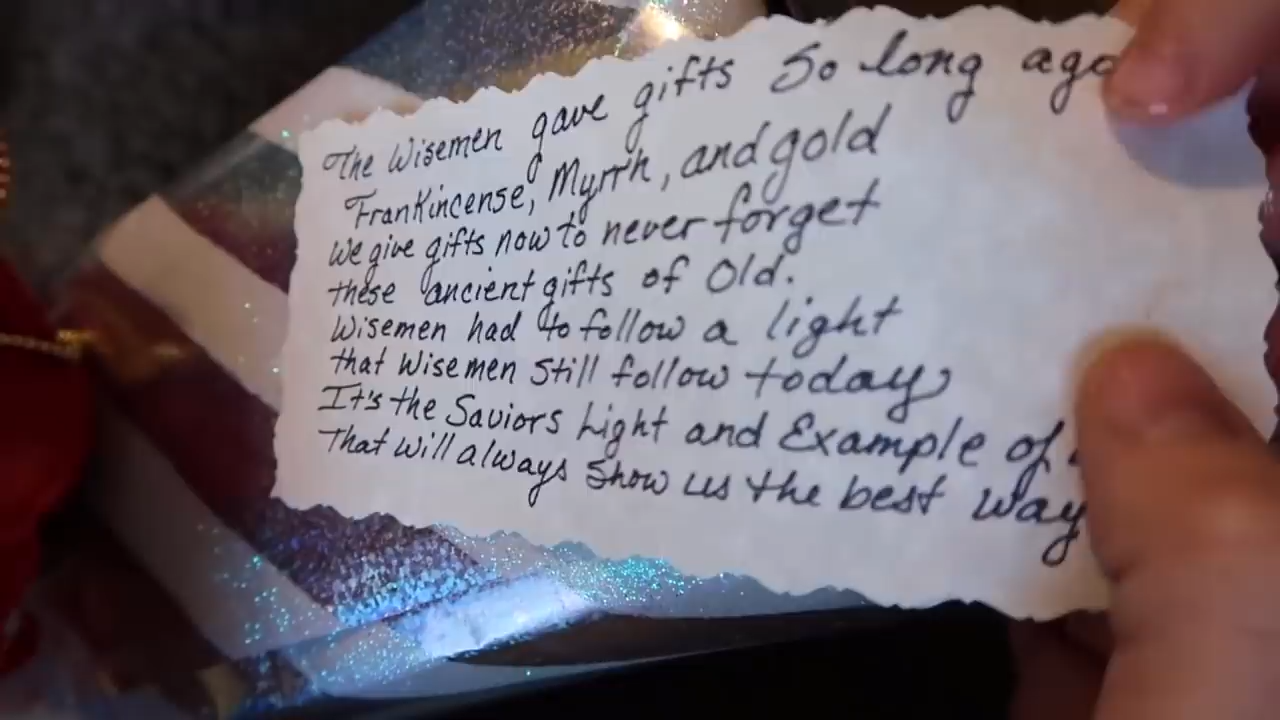 The Wisemen gave gifts So long ago
Frankincense, Myrrh, and gold
We give gifts now to never forget
these ancient gifts of Old.
Wisemen had to follow a light
that Wisemen Still follow today
It's the Saviors Light and Example of
That will always Show us the best way